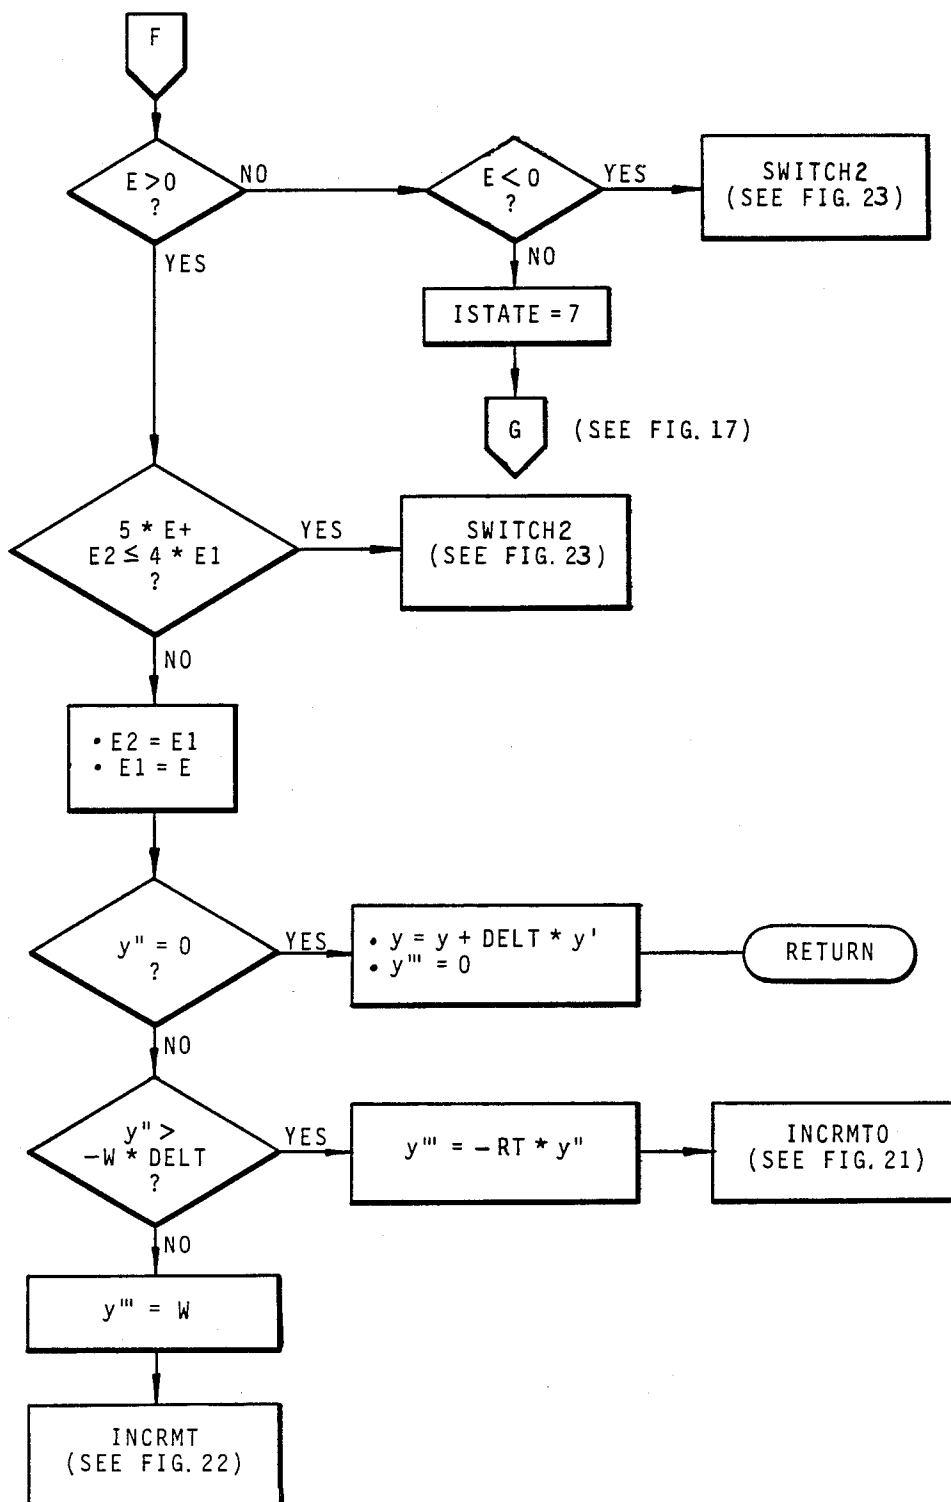 F
E > 0
?
NO
E < 0
?
YES
SWITCH2
(SEE FIG. 23)
YES
NO
ISTATE = 7
G
(SEE FIG. 17)
5 * E+
E2 ≤ 4 * E1
?
YES
SWITCH2
(SEE FIG. 23)
NO
• E2 = E1
• E1 = E
y" = 0
?
YES
• y = y + DELT * y'
• y"' = 0
RETURN
NO
y" >
-W * DELT
?
YES
y"' = -RT * y"
INCRMTO
(SEE FIG. 21)
NO
y"' = W
INCRMT
(SEE FIG. 22)